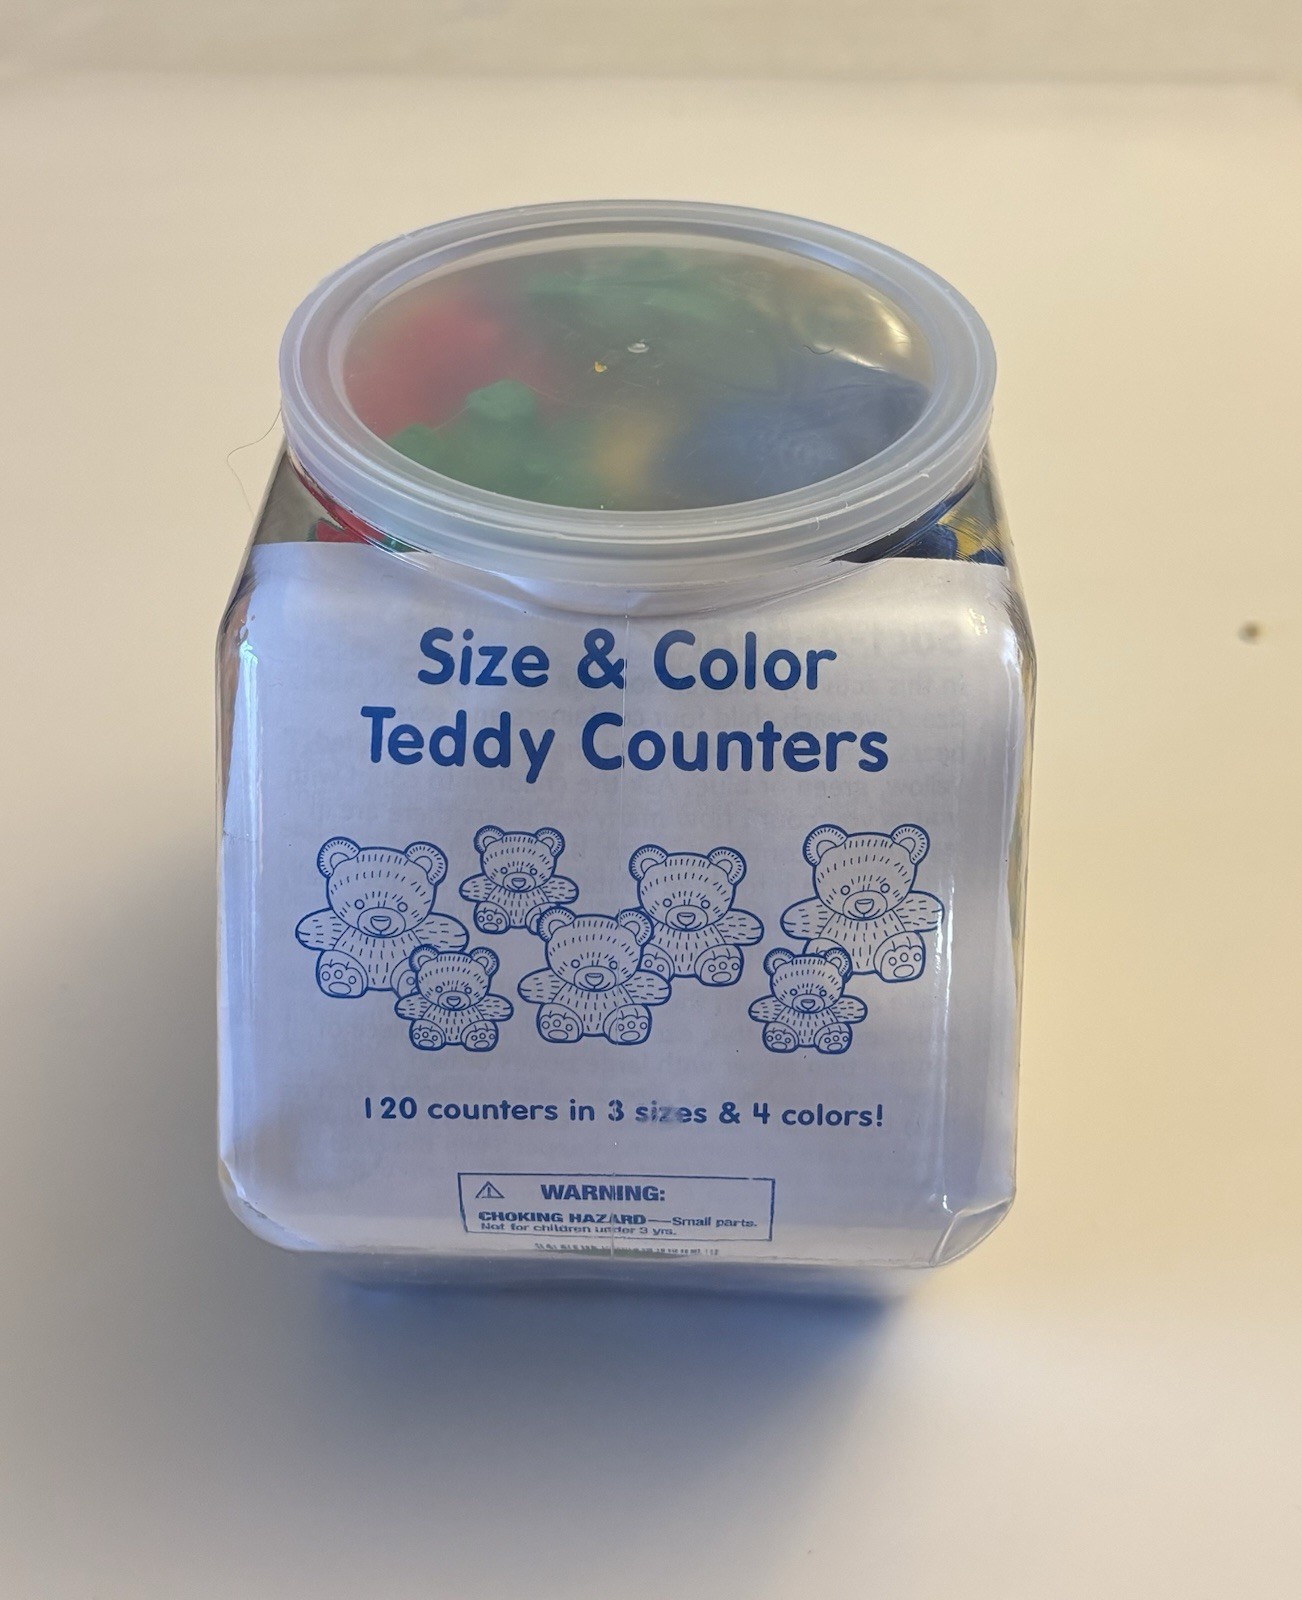 Size & Color
Teddy Counters
120 counters in 3 sizes & 4 colors!
⚠ WARNING:
CHOKING HAZARD—Small parts.
Not for children under 3 yrs.